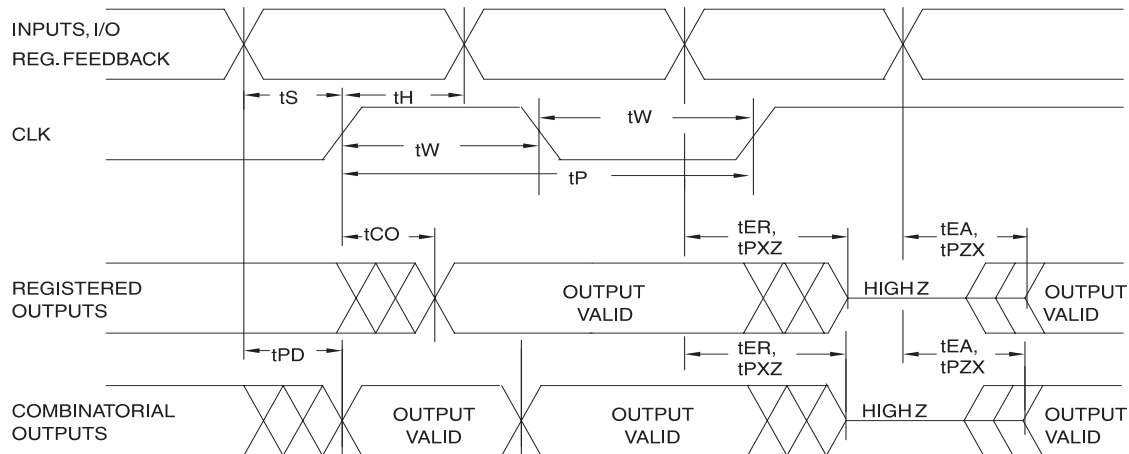 INPUTS, I/O
REG. FEEDBACK
tS
tH
CLK
tW
tW
tP
tCO
tER,
tPXZ
tEA,
tPZX
REGISTERED
OUTPUTS
OUTPUT
VALID
HIGH Z
OUTPUT
VALID
tPD
tER,
tPXZ
tEA,
tPZX
COMBINATORIAL
OUTPUTS
OUTPUT
VALID
OUTPUT
VALID
HIGH Z
OUTPUT
VALID